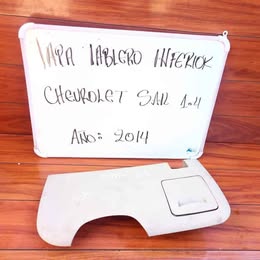 TAPA TABLERO INFERIOR
CHEVROLET SAIL 1.4
AÑO: 2014